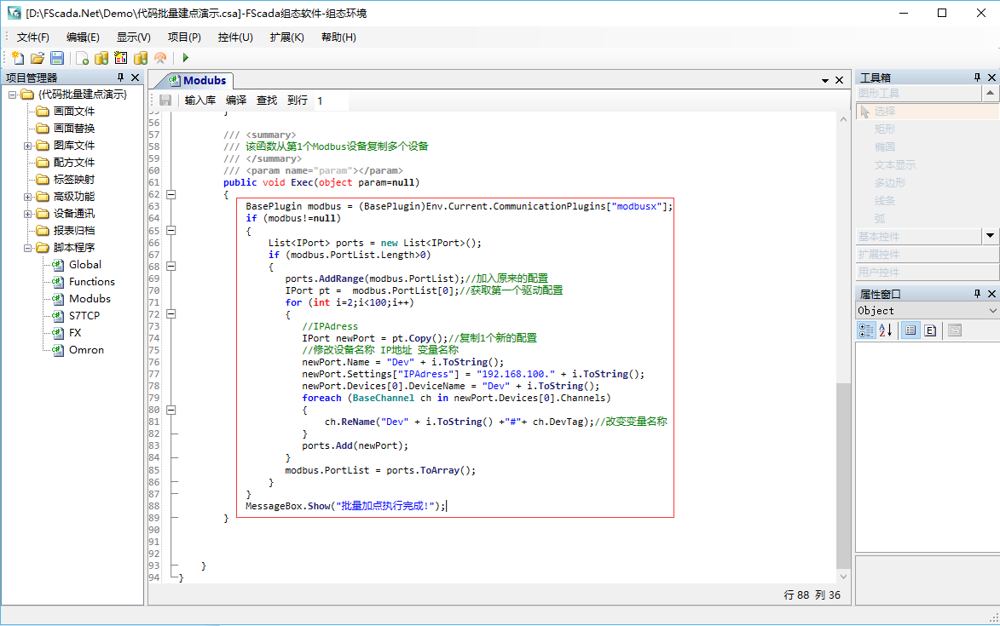 [D:\FScada.Net\Demo\代码批量建点演示.csa]-FScada组态软件-组态环境
文件(F) 编辑(E) 显示(V) 项目(P) 控件(U) 扩展(K) 帮助(H)
项目管理器
{代码批量建点演示}
画面文件
画面替换
图库文件
配方文件
标签映射
高级功能
设备通讯
报表归档
脚本程序
Global
Functions
Modubs
S7TCP
FX
Omron
Modubs
输入库 编译 查找 到行 1
56
57 /// <summary>
58 /// 该函数从第1个Modbus设备复制多个设备
59 /// </summary>
60 /// <param name="param"></param>
61 public void Exec(object param=null)
62 {
63 BasePlugin modbus = (BasePlugin)Env.Current.CommunicationPlugins["modbusx"];
64 if (modbus!=null)
65 {
66 List<IPort> ports = new List<IPort>();
67 if (modbus.PortList.Length>0)
68 {
69 ports.AddRange(modbus.PortList);//加入原来的配置
70 IPort pt =  modbus.PortList[0];//获取第一个驱动配置
71 for (int i=2;i<100;i++)
72 {
73 //IPAdress
74 IPort newPort = pt.Copy();//复制1个新的配置
75 //修改设备名称 IP地址 变量名称
76 newPort.Name = "Dev" + i.ToString();
77 newPort.Settings["IPAdress"] = "192.168.100." + i.ToString();
78 newPort.Devices[0].DeviceName = "Dev" + i.ToString();
79 foreach (BaseChannel ch in newPort.Devices[0].Channels)
80 {
81 ch.ReName("Dev" + i.ToString() +"#"+ ch.DevTag);//改变变量名称
82 }
83 ports.Add(newPort);
84 }
85 modbus.PortList = ports.ToArray();
86 }
87 }
88 MessageBox.Show("批量加点执行完成!");
89 }
90
91
92
93 }
94 }
行 88 列 36
工具箱
图形工具
选择
矩形
椭圆
文本显示
多边形
线条
弧
基本控件
扩展控件
用户控件
属性窗口
Object